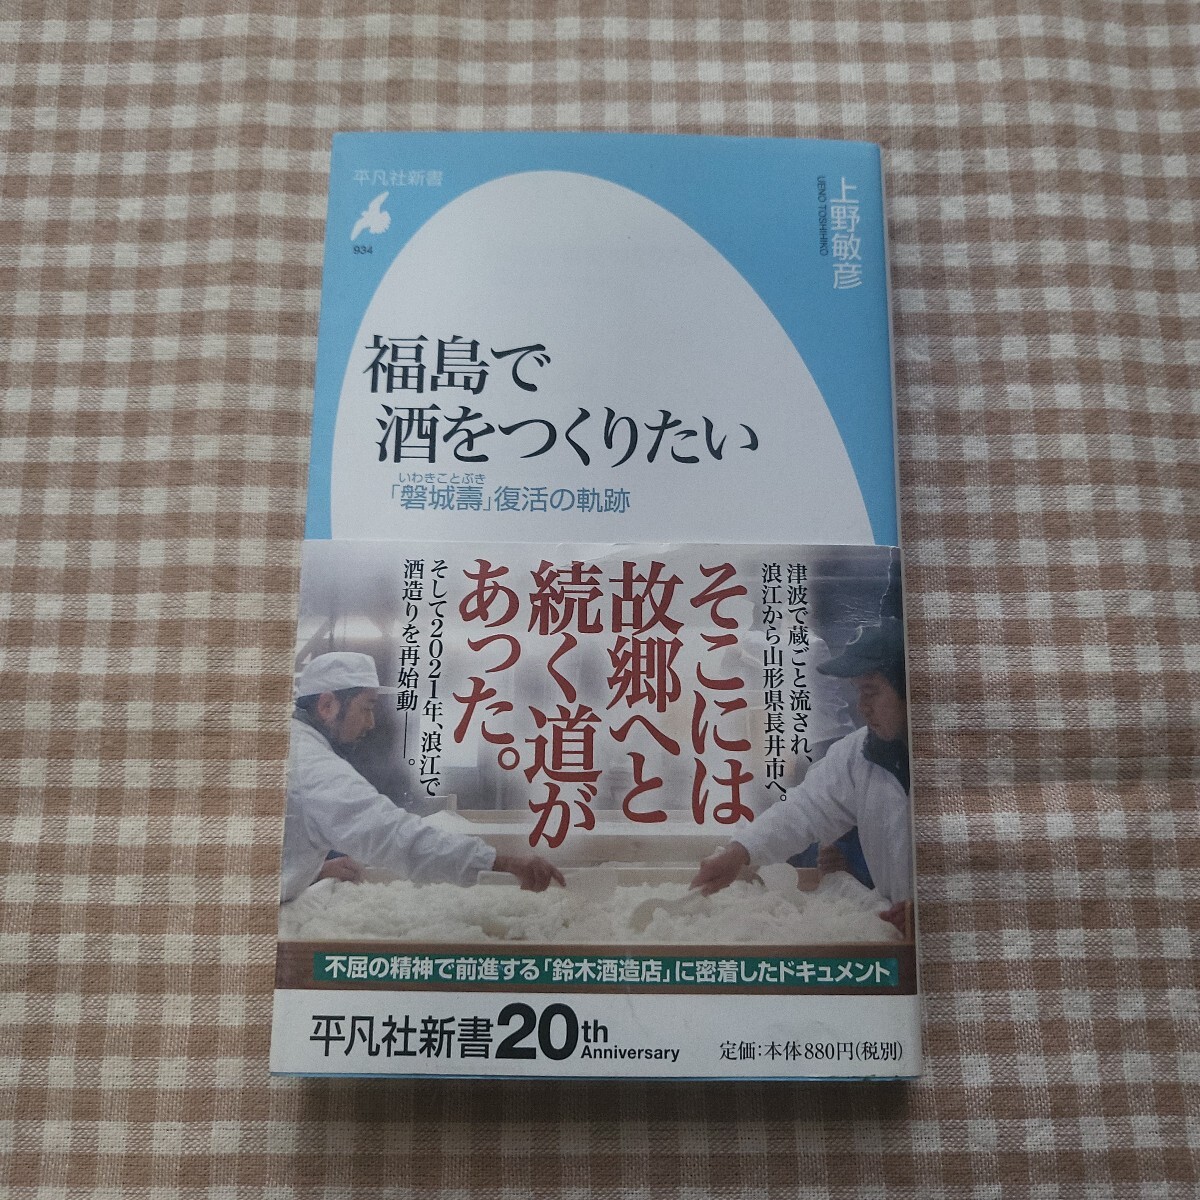 平凡社新書
934
上野敏彦
UENO TOSHIHIKO
福島で
酒をつくりたい
いわきことぶき
「磐城壽」復活の軌跡
津波で蔵ごと流され、
浪江から山形県長井市へ。
そこには
故郷へと
続く道が
あった。
そして2021年、浪江で
酒造りを再始動――。
不屈の精神で前進する「鈴木酒造店」に密着したドキュメント
平凡社新書20th
Anniversary
定価：本体880円（税別）